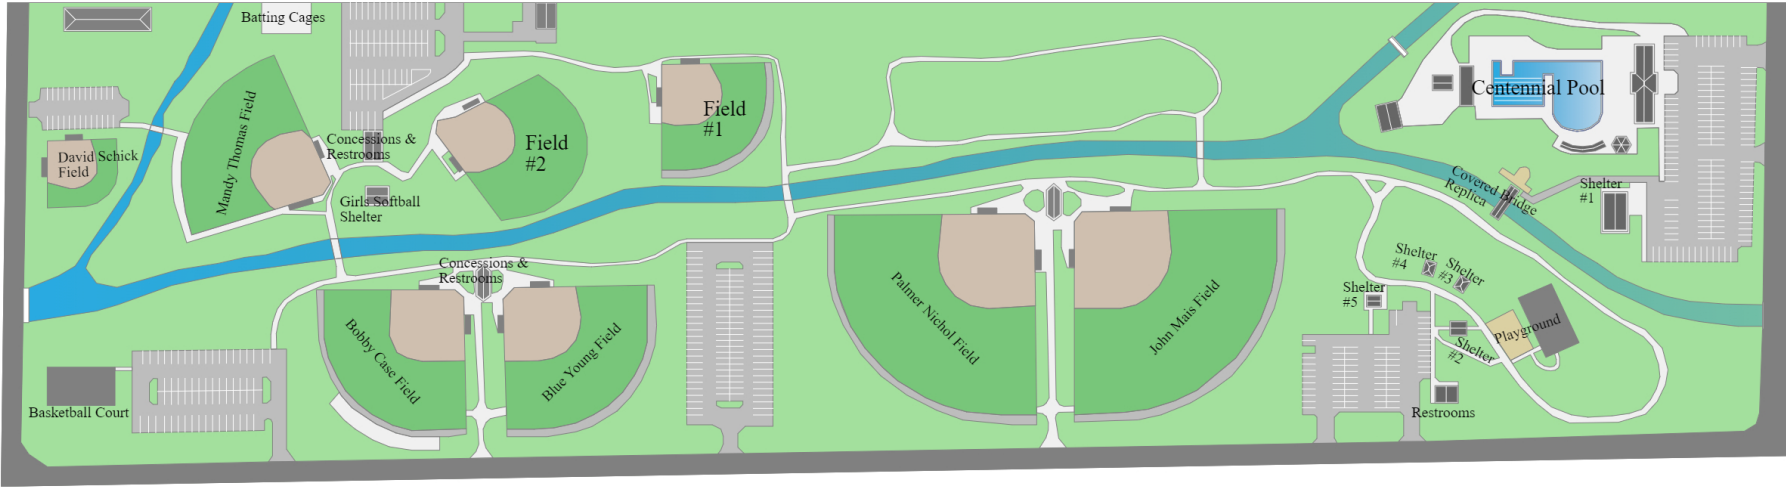 Batting Cages
Centennial Pool
Mandy Thomas Field
Field
#1
Concessions &
Restrooms
Field
#2
David Schick
Field
Covered Bridge
Replica
Shelter
#1
Girls Softball
Shelter
Shelter
#4
Shelter
#3
Concessions &
Restrooms
Shelter
#5
Palmer Nichol Field
John Mais Field
Bobby Case Field
Blue Young Field
Playground
Shelter
#2
Basketball Court
Restrooms